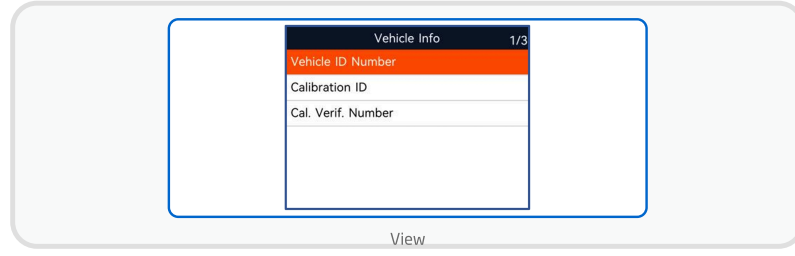 Vehicle Info 1/3
Vehicle ID Number
Calibration ID
Cal. Verif. Number
View